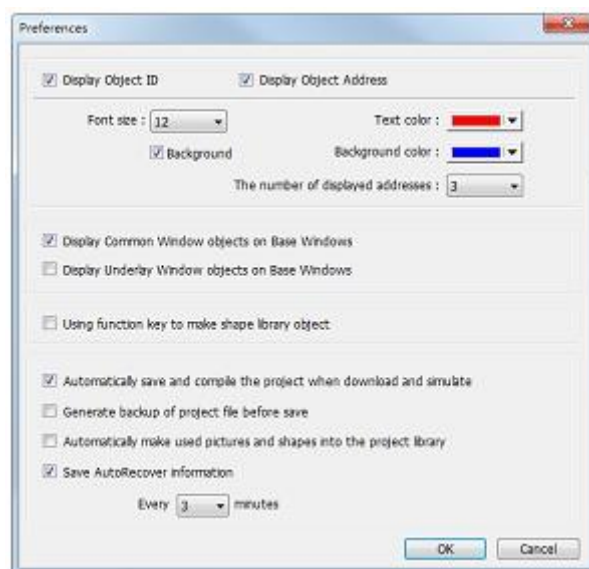 Preferences
Display Object ID Display Object Address
Font size : 12 Text color :
Background Background color :
The number of displayed addresses : 3
Display Common Window objects on Base Windows
Display Underlay Window objects on Base Windows
Using function key to make shape library object
Automatically save and compile the project when download and simulate
Generate backup of project file before save
Automatically make used pictures and shapes into the project library
Save AutoRecover information
Every 3 minutes
OK Cancel